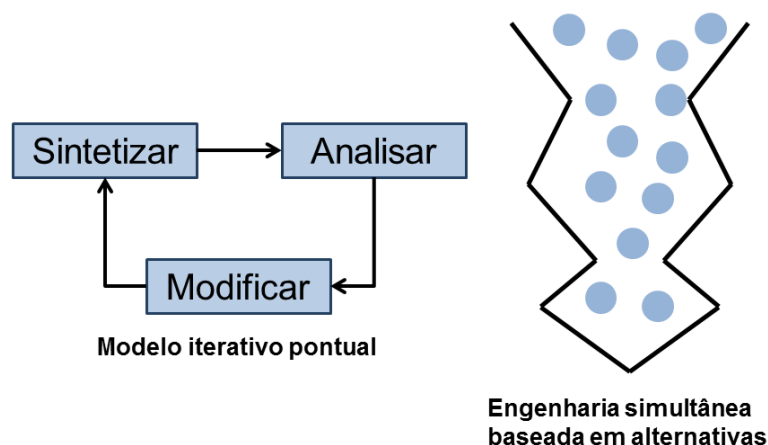 Sintetizar
Analisar
Modificar
Modelo iterativo pontual
Engenharia simultânea
baseada em alternativas